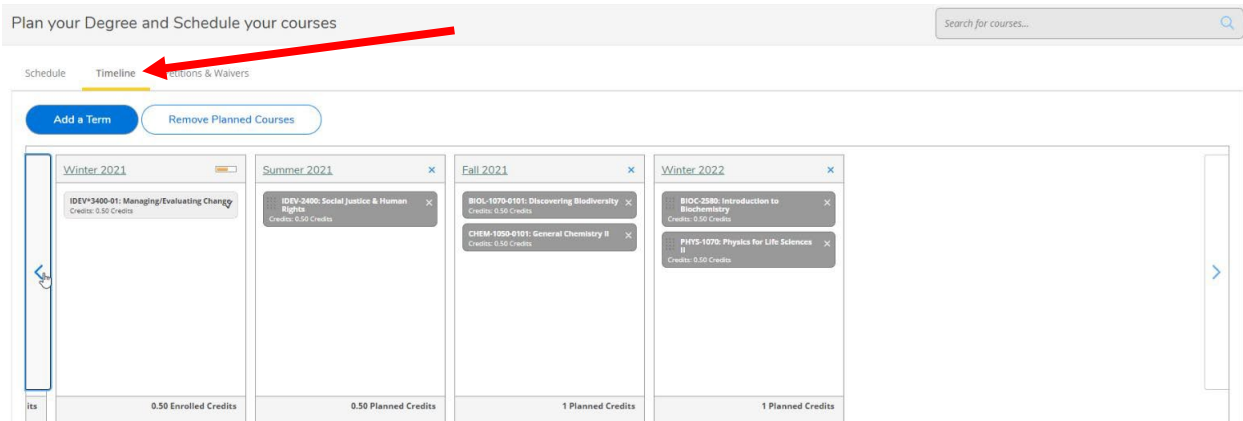 Plan your Degree and Schedule your courses
Search for courses...
Schedule Timeline etitions & Waivers
Add a Term Remove Planned Courses
Winter 2021
IDEV*3400-01: Managing/Evaluating Change
Credits: 0.50 Credits
0.50 Enrolled Credits
Summer 2021
IDEV-2400: Social Justice & Human
Rights
Credits: 0.50 Credits
0.50 Planned Credits
Fall 2021
BIOL-1070-0101: Discovering Biodiversity
Credits: 0.50 Credits
CHEM-1050-0101: General Chemistry II
Credits: 0.50 Credits
1 Planned Credits
Winter 2022
BIOC-2580: Introduction to
Biochemistry
Credits: 0.50 Credits
PHYS-1070: Physics for Life Sciences
II
Credits: 0.50 Credits
1 Planned Credits
its